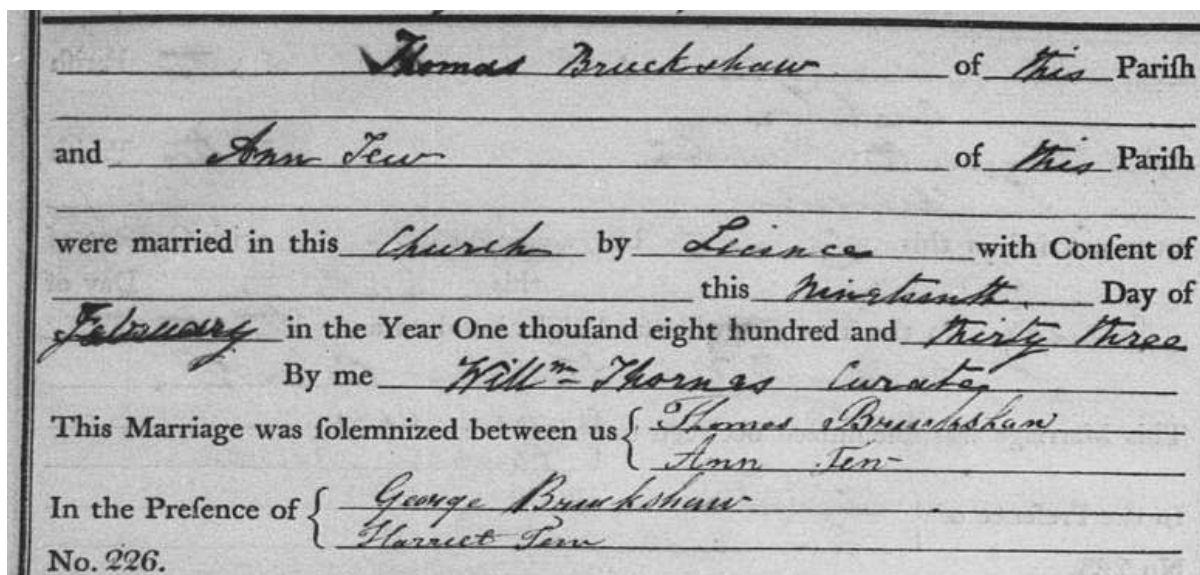 Thomas Bruckshaw of this Pariſh
and Ann Tew of this Pariſh
were married in this Church by Licence with Conſent of
this nineteenth Day of
February in the Year One thouſand eight hundred and thirty three
By me Willm Thomas Curate
This Marriage was ſolemnized between us { Thomas Bruckshaw
Ann Tew
In the Preſence of { George Bruckshaw
Harriet Tew
No. 226.